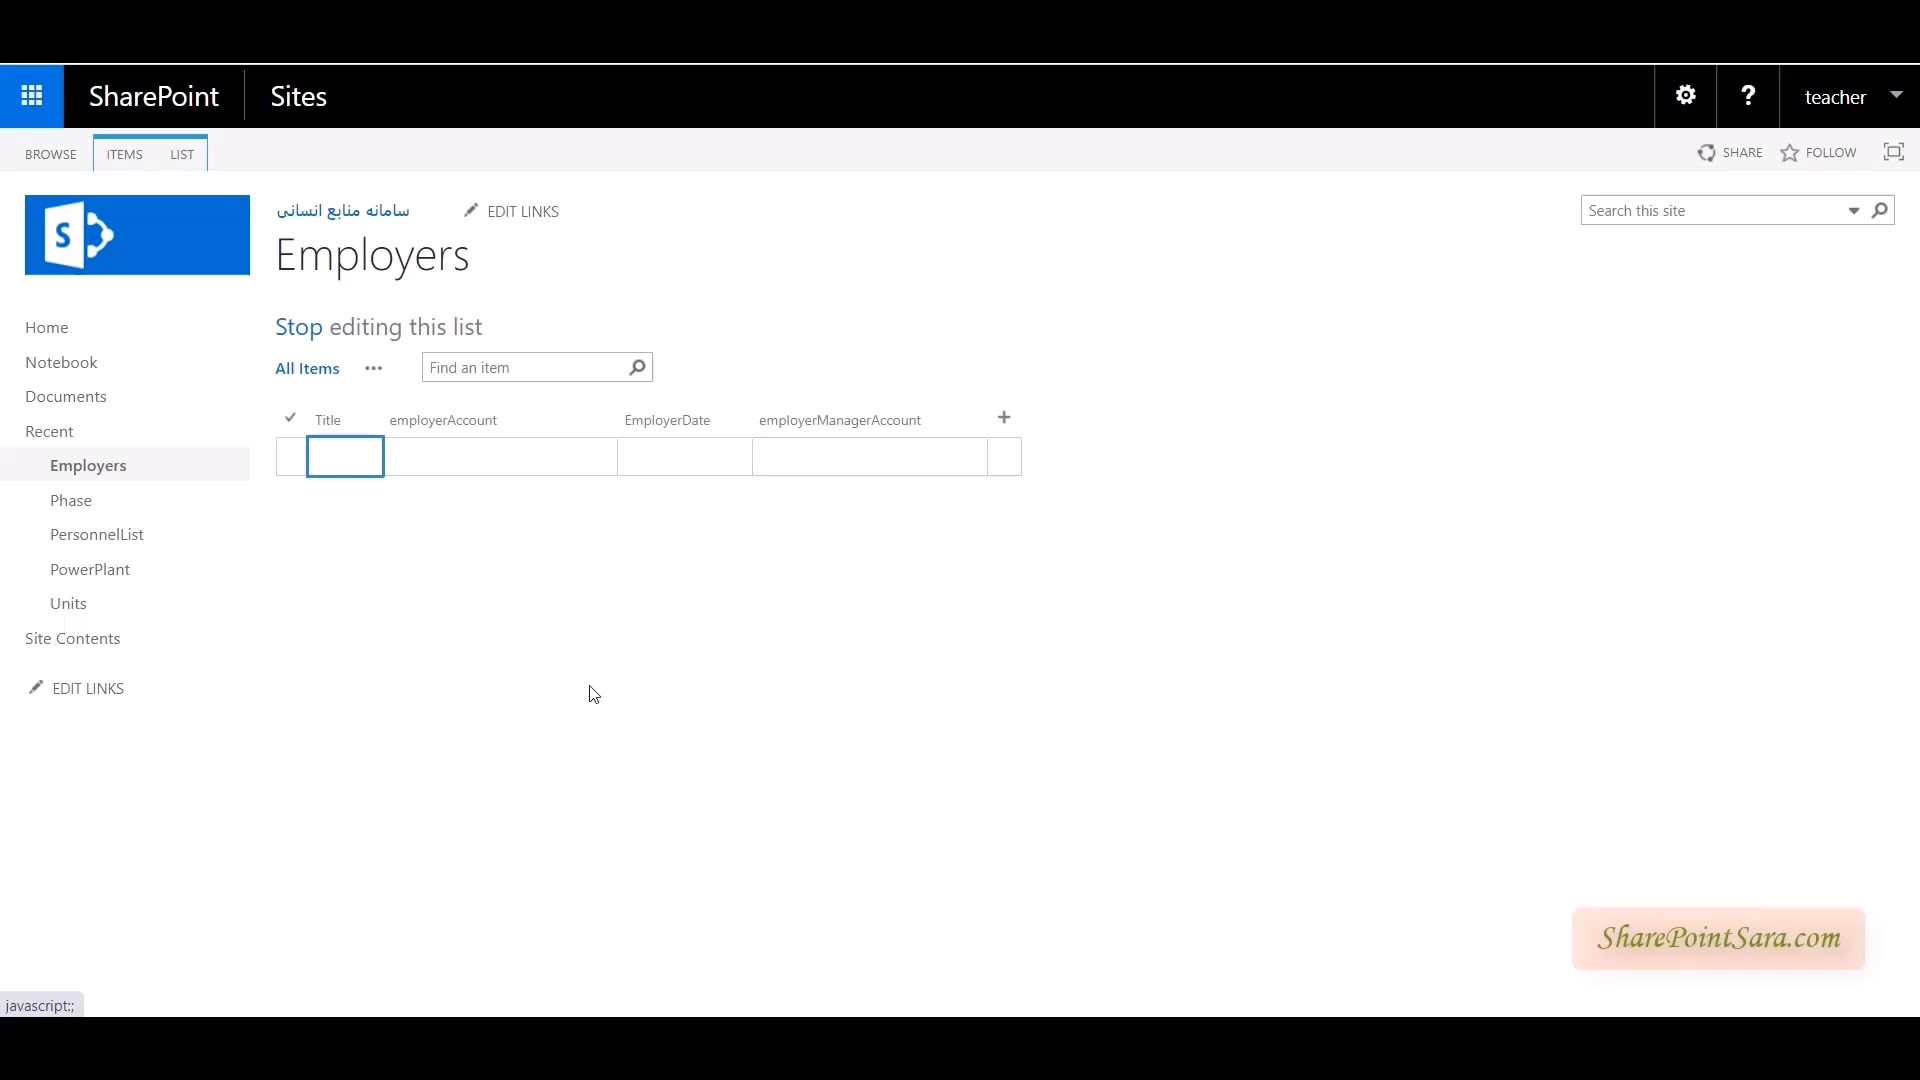 SharePoint
Sites
?
teacher
BROWSE
ITEMS
LIST
SHARE
FOLLOW
S
سامانه منابع انسانی
EDIT LINKS
Search this site
Employers
Stop editing this list
All Items
•••
Find an item
Title
employerAccount
EmployerDate
employerManagerAccount
Home
Notebook
Documents
Recent
Employers
Phase
PersonnelList
PowerPlant
Units
Site Contents
EDIT LINKS
SharePointSara.com
javascript:;